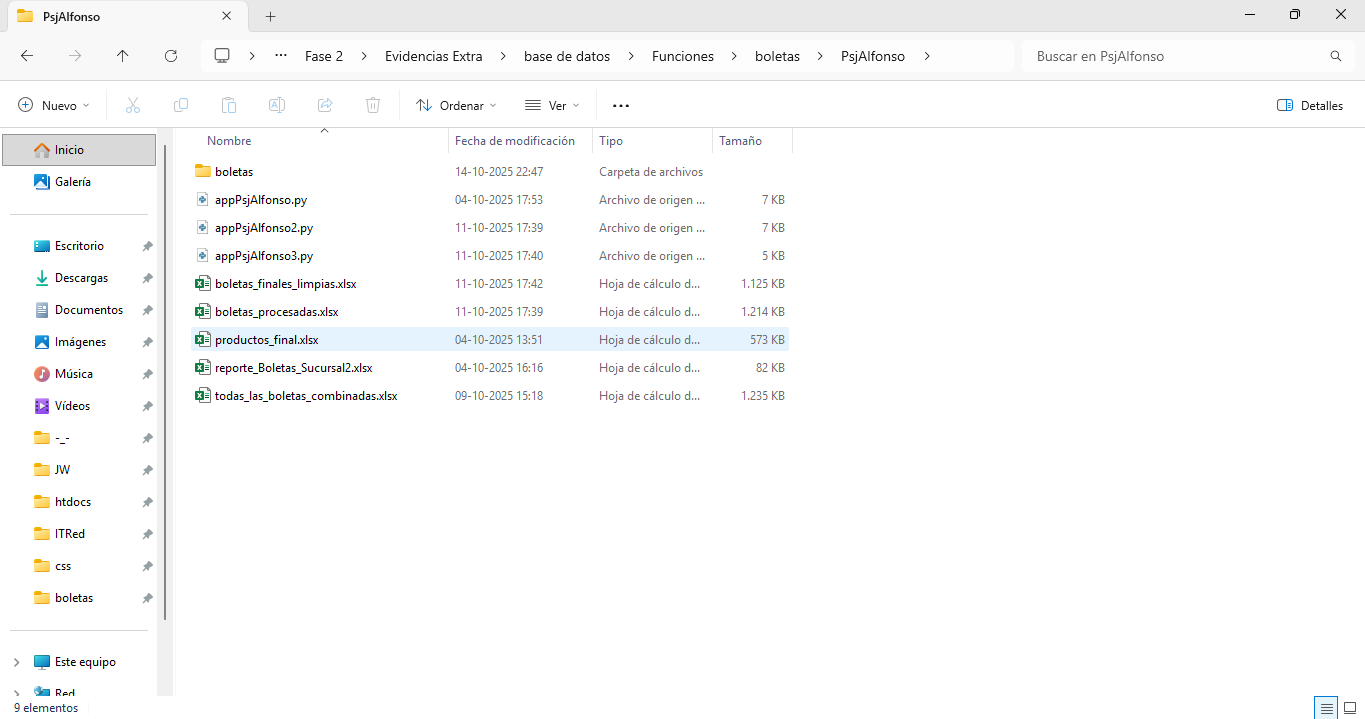 PsjAlfonso
Fase 2 Evidencias Extra base de datos Funciones boletas PsjAlfonso
Buscar en PsjAlfonso
Nuevo Ordenar Ver Detalles
Inicio
Galería
Escritorio
Descargas
Documentos
Imágenes
Música
Vídeos
-_-
JW
htdocs
ITRed
css
boletas
Este equipo
Red
Nombre Fecha de modificación Tipo Tamaño
boletas 14-10-2025 22:47 Carpeta de archivos
appPsjAlfonso.py 04-10-2025 17:53 Archivo de origen ... 7 KB
appPsjAlfonso2.py 11-10-2025 17:39 Archivo de origen ... 7 KB
appPsjAlfonso3.py 11-10-2025 17:40 Archivo de origen ... 5 KB
boletas_finales_limpias.xlsx 11-10-2025 17:42 Hoja de cálculo d... 1.125 KB
boletas_procesadas.xlsx 11-10-2025 17:39 Hoja de cálculo d... 1.214 KB
productos_final.xlsx 04-10-2025 13:51 Hoja de cálculo d... 573 KB
reporte_Boletas_Sucursal2.xlsx 04-10-2025 16:16 Hoja de cálculo d... 82 KB
todas_las_boletas_combinadas.xlsx 09-10-2025 15:18 Hoja de cálculo d... 1.235 KB
9 elementos